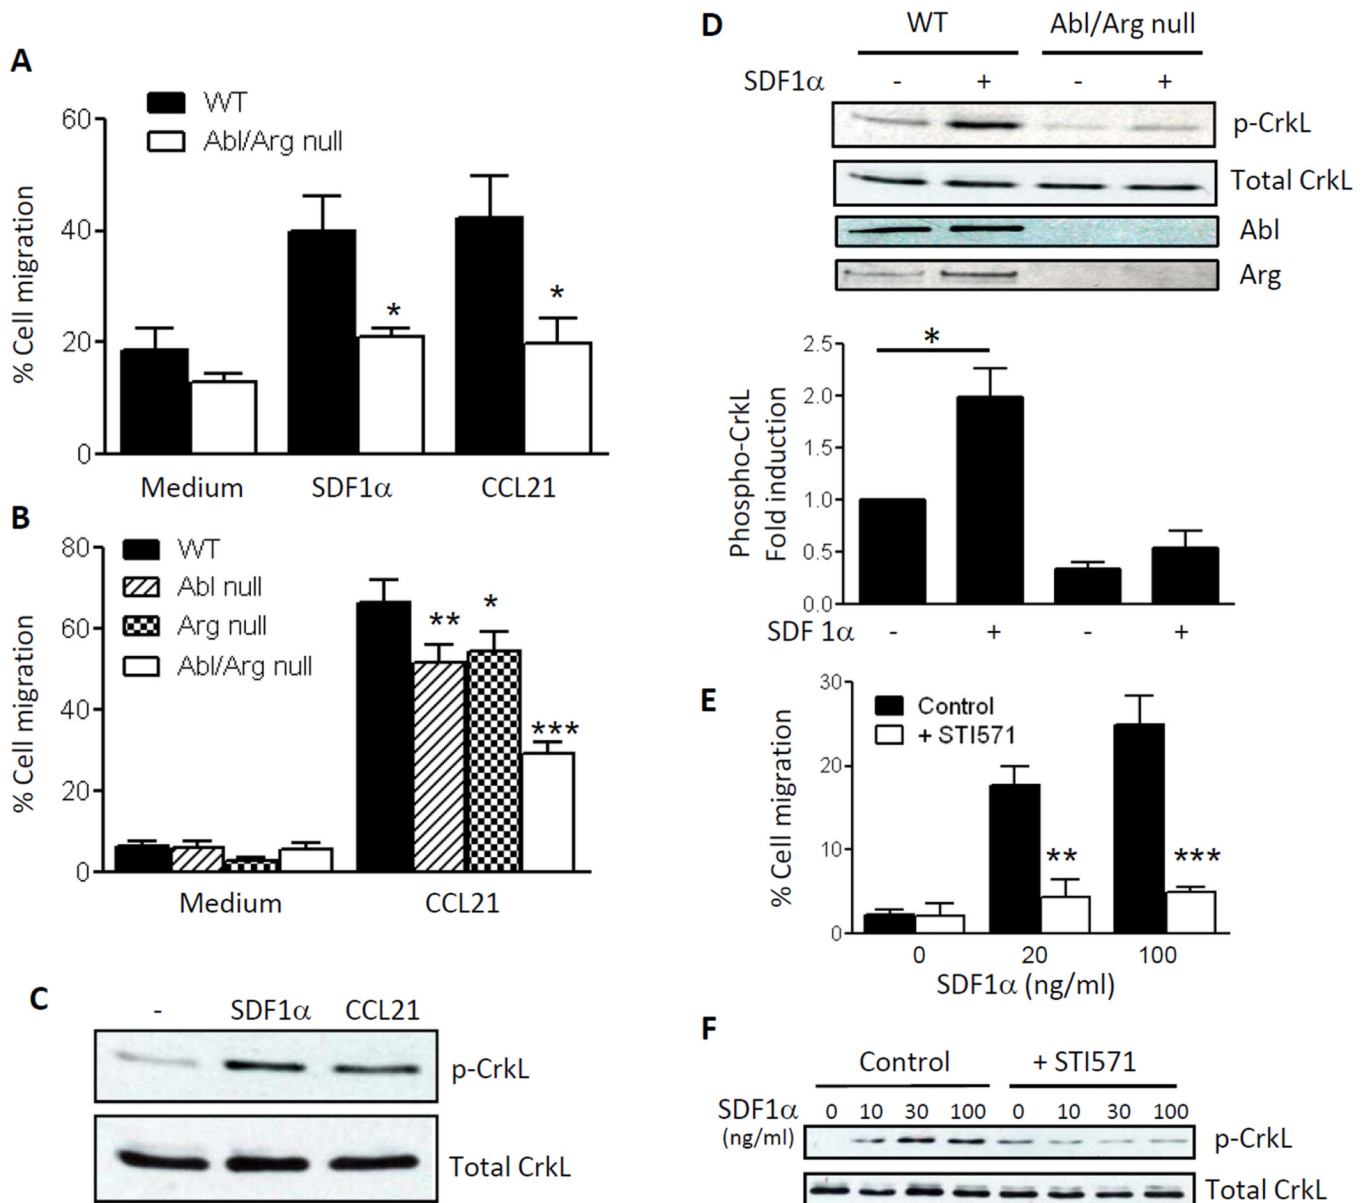 A
WT
Abl/Arg null
% Cell migration
60
40
20
0
*
*
Medium SDF1α CCL21
B
WT
Abl null
Arg null
Abl/Arg null
% Cell migration
80
60
40
20
0
**
*
***
Medium CCL21
C
- SDF1α CCL21
p-CrkL
Total CrkL
D
WT Abl/Arg null
SDF1α - + - +
p-CrkL
Total CrkL
Abl
Arg
Phospho-CrkL
Fold induction
2.5
2.0
1.5
1.0
0.5
0.0
*
SDF 1α - + - +
E
Control
+ STI571
% Cell migration
30
20
10
0
**
***
0 20 100
SDF1α (ng/ml)
F
Control + STI571
SDF1α 0 10 30 100 0 10 30 100
(ng/ml)
p-CrkL
Total CrkL